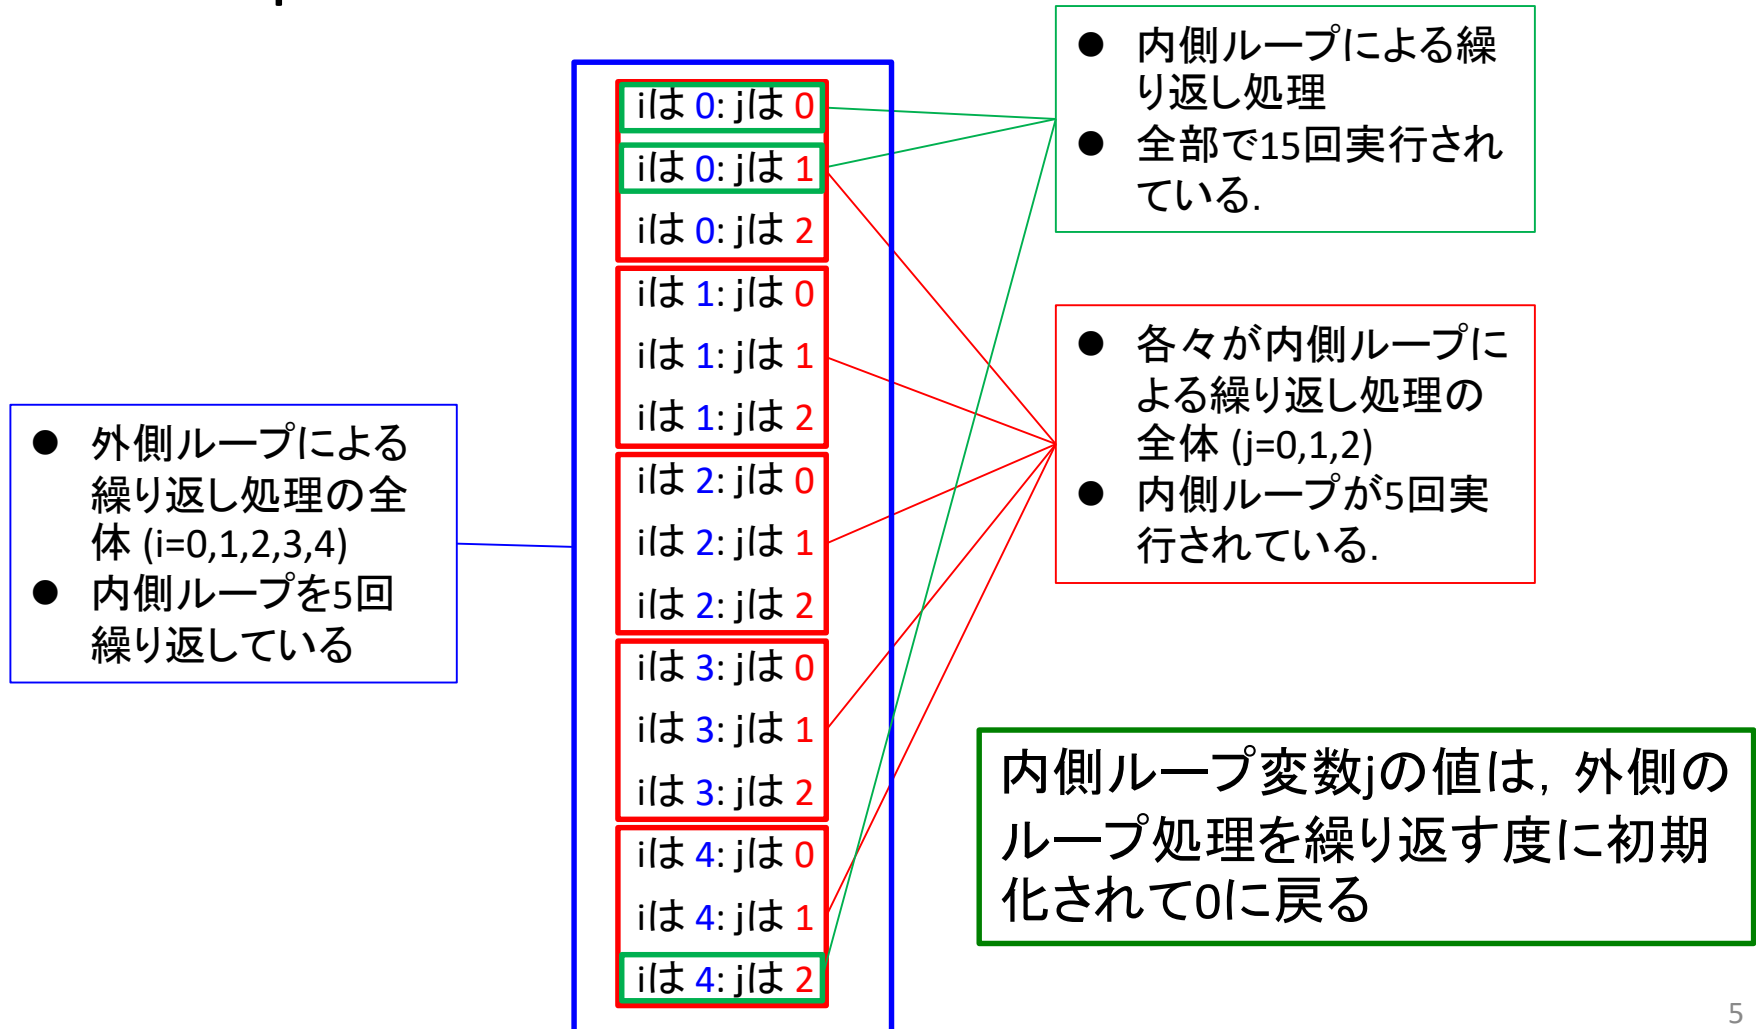 iは 0: jは 0
iは 0: jは 1
iは 0: jは 2
iは 1: jは 0
iは 1: jは 1
iは 1: jは 2
iは 2: jは 0
iは 2: jは 1
iは 2: jは 2
iは 3: jは 0
iは 3: jは 1
iは 3: jは 2
iは 4: jは 0
iは 4: jは 1
iは 4: jは 2
● 外側ループによる
繰り返し処理の全
体 (i=0,1,2,3,4)
● 内側ループを5回
繰り返している
● 内側ループによる繰
り返し処理
● 全部で15回実行され
ている.
● 各々が内側ループに
よる繰り返し処理の
全体 (j=0,1,2)
● 内側ループが5回実
行されている.
内側ループ変数jの値は, 外側の
ループ処理を繰り返す度に初期
化されて0に戻る
5